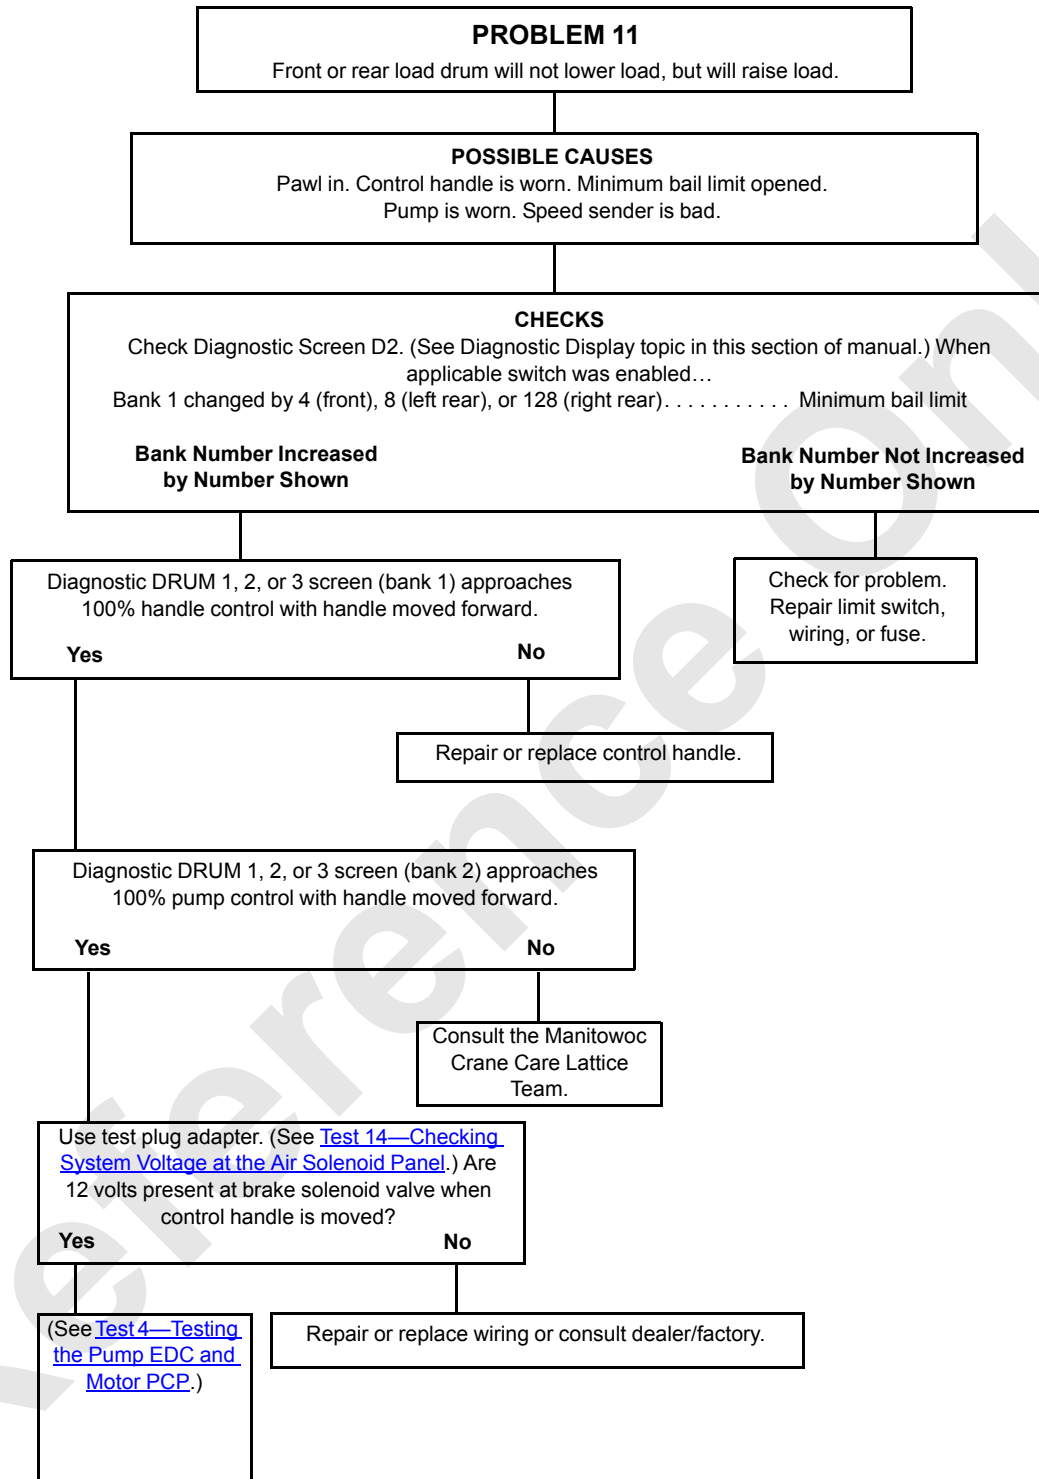 PROBLEM 11
Front or rear load drum will not lower load, but will raise load.
POSSIBLE CAUSES
Pawl in. Control handle is worn. Minimum bail limit opened.
Pump is worn. Speed sender is bad.
CHECKS
Check Diagnostic Screen D2. (See Diagnostic Display topic in this section of manual.) When
applicable switch was enabled…
Bank 1 changed by 4 (front), 8 (left rear), or 128 (right rear). . . . . . . . . . . Minimum bail limit
Bank Number Increased
by Number Shown
Bank Number Not Increased
by Number Shown
Diagnostic DRUM 1, 2, or 3 screen (bank 1) approaches
100% handle control with handle moved forward.
Yes
No
Check for problem.
Repair limit switch,
wiring, or fuse.
Repair or replace control handle.
Diagnostic DRUM 1, 2, or 3 screen (bank 2) approaches
100% pump control with handle moved forward.
Yes
No
Consult the Manitowoc
Crane Care Lattice
Team.
Use test plug adapter. (See Test 14—Checking
System Voltage at the Air Solenoid Panel.) Are
12 volts present at brake solenoid valve when
control handle is moved?
Yes
No
(See Test 4—Testing
the Pump EDC and
Motor PCP.)
Repair or replace wiring or consult dealer/factory.